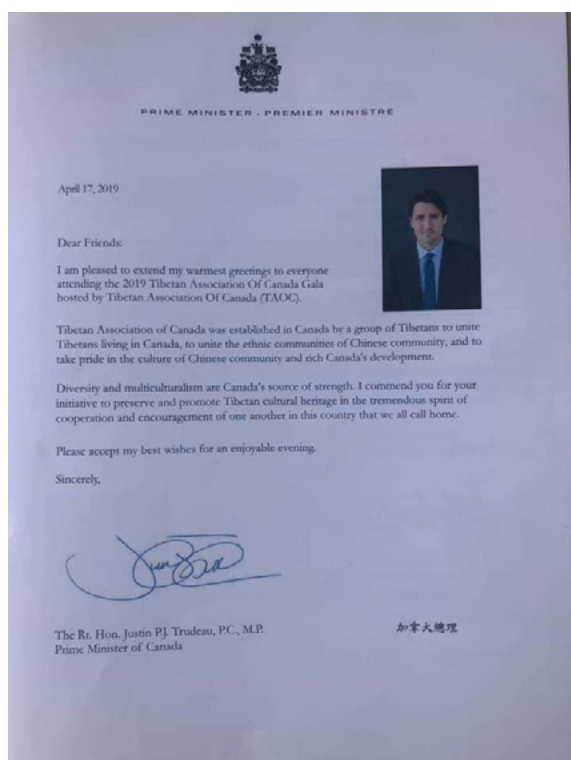 PRIME MINISTER - PREMIER MINISTRE
April 17, 2019
Dear Friends:
I am pleased to extend my warmest greetings to everyone
attending the 2019 Tibetan Association Of Canada Gala
hosted by Tibetan Association Of Canada (TAOC).
Tibetan Association of Canada was established in Canada by a group of Tibetans to unite
Tibetans living in Canada, to unite the ethnic communities of Chinese community, and to
take pride in the culture of Chinese community and rich Canada's development.
Diversity and multiculturalism are Canada's source of strength. I commend you for your
initiative to preserve and promote Tibetan cultural heritage in the tremendous spirit of
cooperation and encouragement of one another in this country that we all call home.
Please accept my best wishes for an enjoyable evening.
Sincerely,
The Rt. Hon. Justin P.J. Trudeau, P.C., M.P.
Prime Minister of Canada
加拿大總理